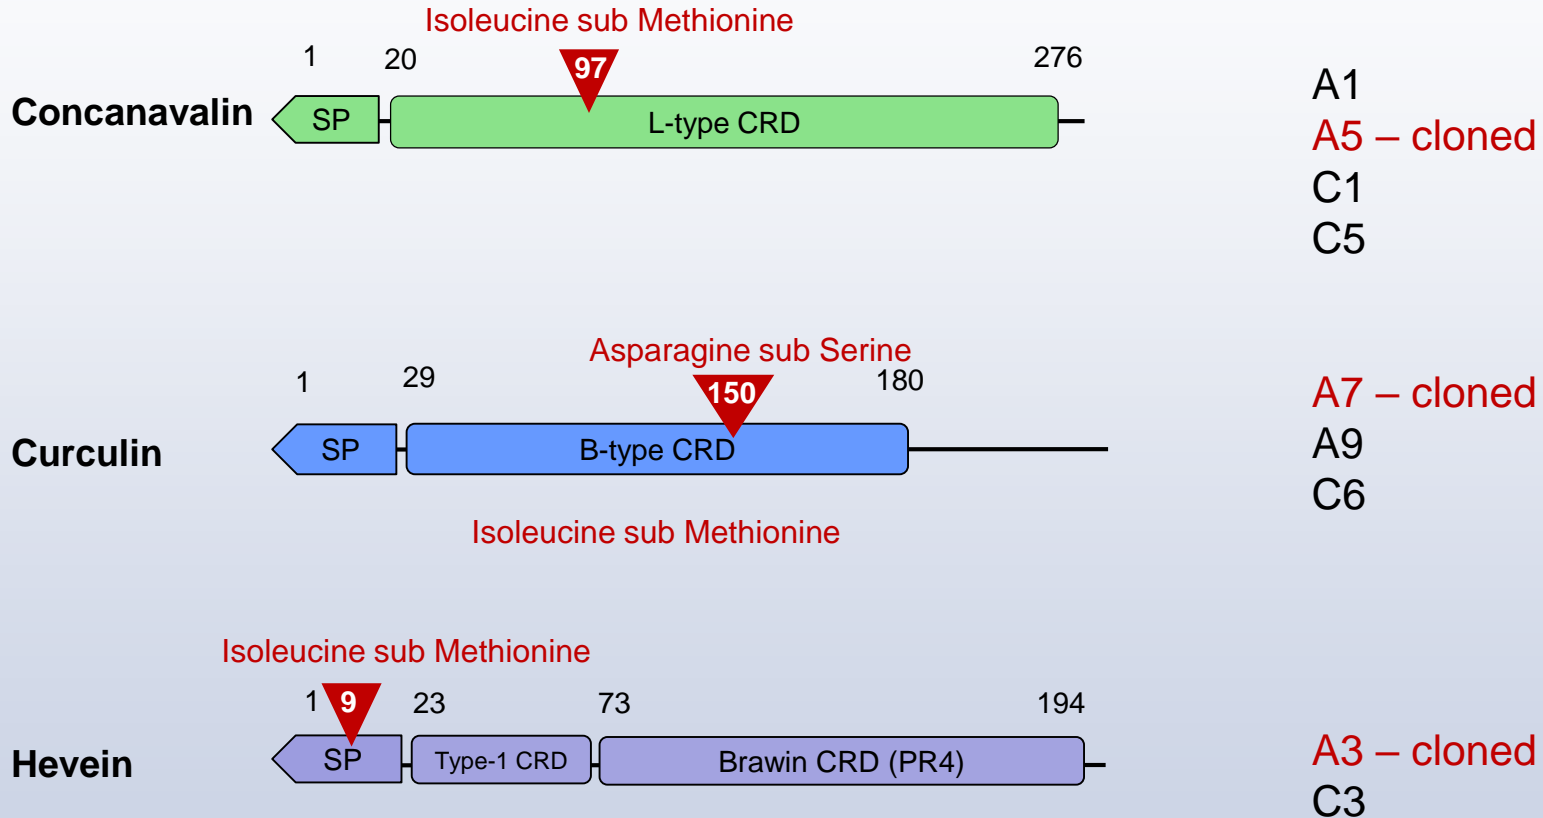 Isoleucine sub Methionine
1 20 97 276
Concanavalin SP L-type CRD
A1
A5 – cloned
C1
C5
Asparagine sub Serine
1 29 150 180
Curculin SP B-type CRD
Isoleucine sub Methionine
A7 – cloned
A9
C6
Isoleucine sub Methionine
1 9 23 73 194
Hevein SP Type-1 CRD Brawin CRD (PR4)
A3 – cloned
C3